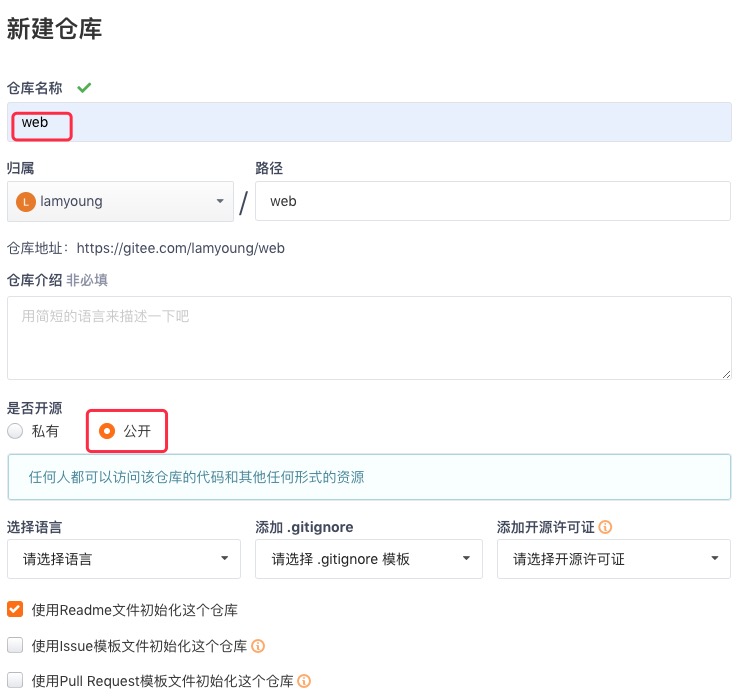 新建仓库
仓库名称
web
归属 路径
L lamyoung / web
仓库地址：https://gitee.com/lamyoung/web
仓库介绍 非必填
用简短的语言来描述一下吧
是否开源
私有 公开
任何人都可以访问该仓库的代码和其他任何形式的资源
选择语言 添加 .gitignore 添加开源许可证
请选择语言 请选择 .gitignore 模板 请选择开源许可证
使用Readme文件初始化这个仓库
使用Issue模板文件初始化这个仓库
使用Pull Request模板文件初始化这个仓库